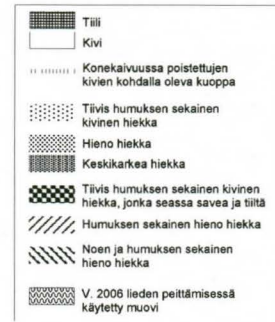 Tiili
Kivi
Konekaivuussa poistettujen
kivien kohdalla oleva kuoppa
Tiivis humuksen sekainen
kivinen hiekka
Hieno hiekka
Keskikarkea hiekka
Tiivis humuksen sekainen kivinen
hiekka, jonka seassa savea ja tiiltä
Humuksen sekainen hieno hiekka
Noen ja humuksen sekainen
hieno hiekka
V. 2006 lieden peittämisessä
käytetty muovi